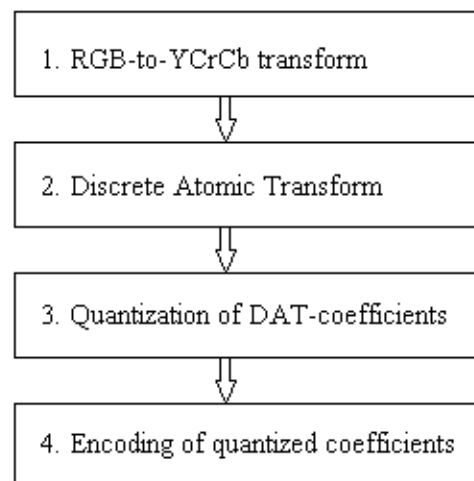 1. RGB-to-YCrCb transform
2. Discrete Atomic Transform
3. Quantization of DAT-coefficients
4. Encoding of quantized coefficients